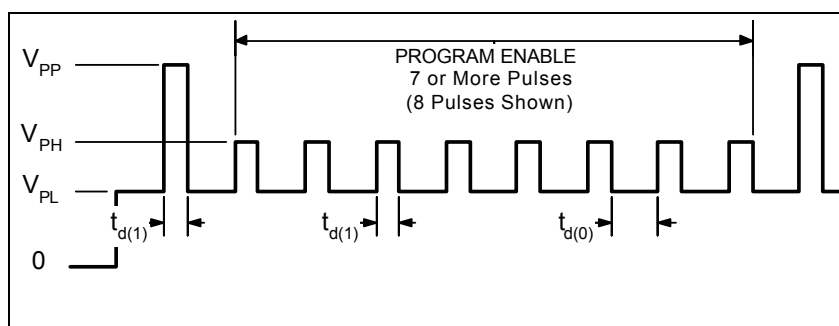 V_PP
PROGRAM ENABLE
7 or More Pulses
(8 Pulses Shown)
V_PH
V_PL
t_d(1)
t_d(1)
t_d(0)
0